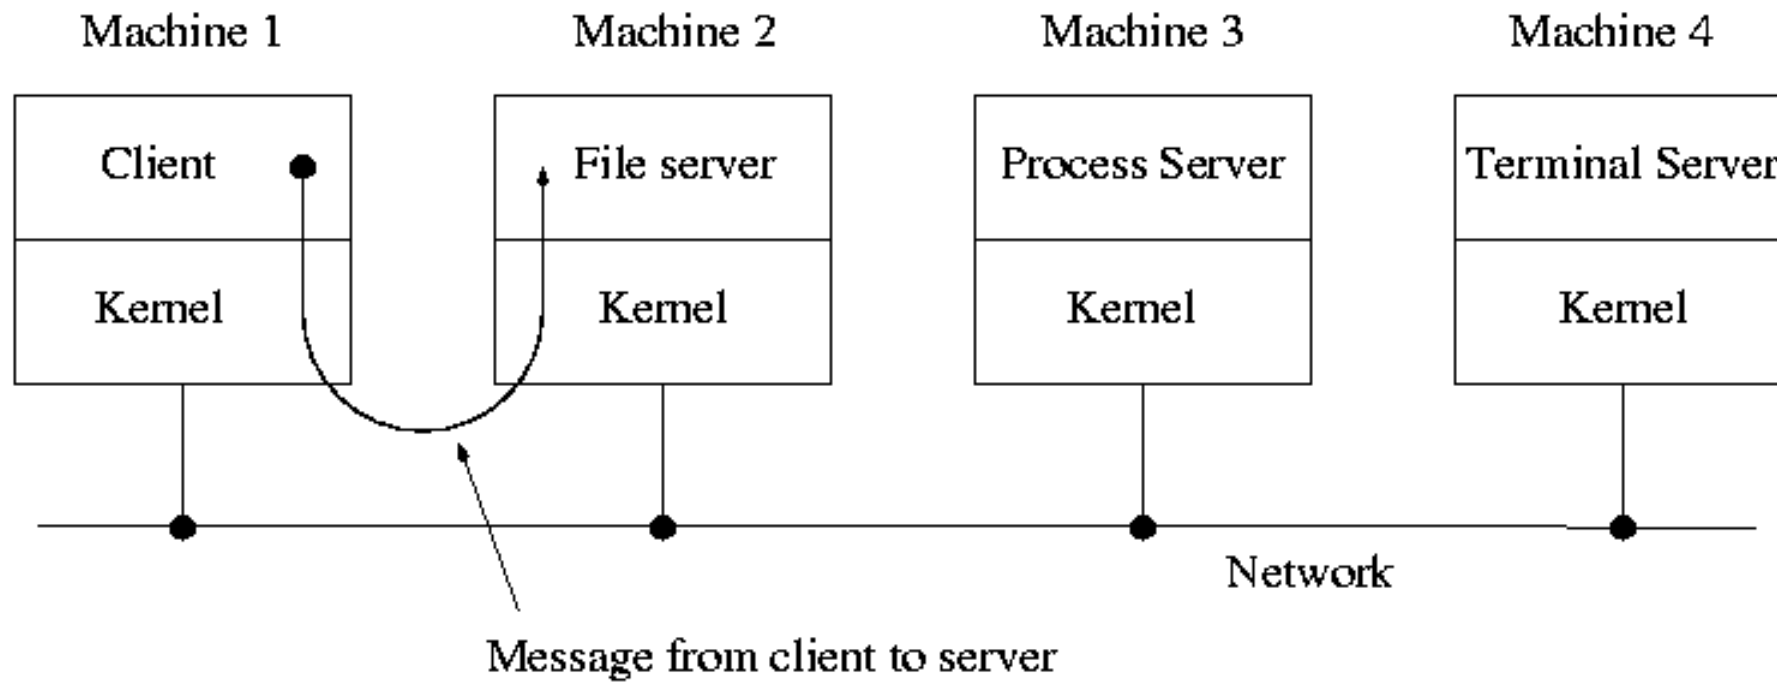 Machine 1
Machine 2
Machine 3
Machine 4
Client
File server
Process Server
Terminal Server
Kernel
Kernel
Kernel
Kernel
Network
Message from client to server